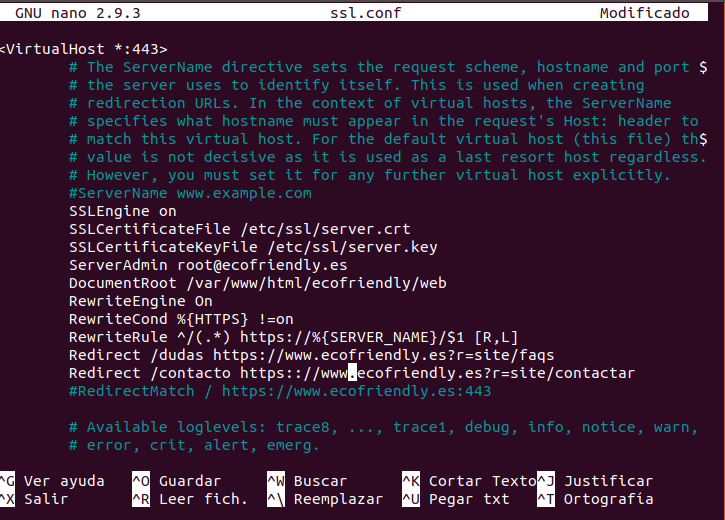 GNU nano 2.9.3 ssl.conf Modificado
<VirtualHost *:443>
# The ServerName directive sets the request scheme, hostname and port $
# the server uses to identify itself. This is used when creating
# redirection URLs. In the context of virtual hosts, the ServerName
# specifies what hostname must appear in the request's Host: header to
# match this virtual host. For the default virtual host (this file) th$
# value is not decisive as it is used as a last resort host regardless.
# However, you must set it for any further virtual host explicitly.
#ServerName www.example.com
SSLEngine on
SSLCertificateFile /etc/ssl/server.crt
SSLCertificateKeyFile /etc/ssl/server.key
ServerAdmin root@ecofriendly.es
DocumentRoot /var/www/html/ecofriendly/web
RewriteEngine On
RewriteCond %{HTTPS} !=on
RewriteRule ^/(.*) https://%{SERVER_NAME}/$1 [R,L]
Redirect /dudas https://www.ecofriendly.es?r=site/faqs
Redirect /contacto https:://www.ecofriendly.es?r=site/contactar
#RedirectMatch / https://www.ecofriendly.es:443
# Available loglevels: trace8, ..., trace1, debug, info, notice, warn,
# error, crit, alert, emerg.
^G Ver ayuda ^O Guardar ^W Buscar ^K Cortar Texto ^J Justificar
^X Salir ^R Leer fich. ^\ Reemplazar ^U Pegar txt ^T Ortografía